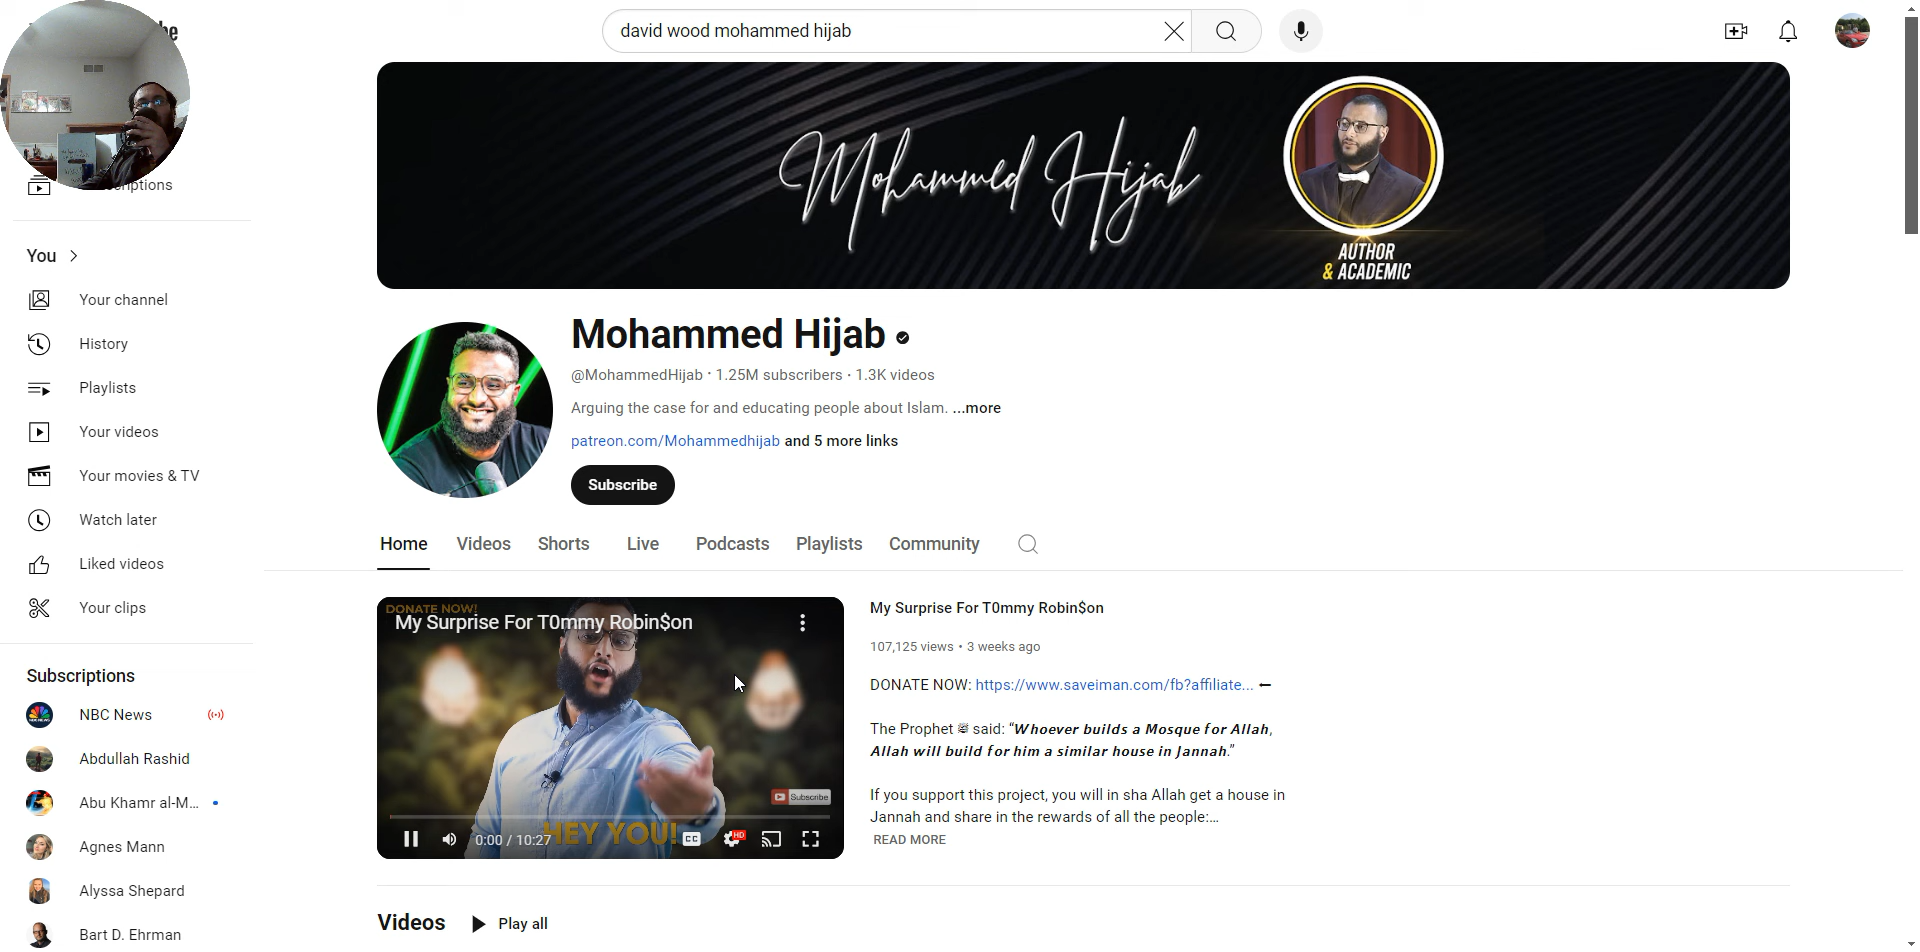 be
david wood mohammed hijab
Mohammed Hijab
AUTHOR
& ACADEMIC
You
Your channel
History
Playlists
Your videos
Your movies & TV
Watch later
Liked videos
Your clips
Subscriptions
NBC News
Abdullah Rashid
Abu Khamr al-M...
Agnes Mann
Alyssa Shepard
Bart D. Ehrman
Mohammed Hijab
@MohammedHijab · 1.25M subscribers · 1.3K videos
Arguing the case for and educating people about Islam. ...more
patreon.com/Mohammedhijab and 5 more links
Subscribe
Home Videos Shorts Live Podcasts Playlists Community
DONATE NOW!
My Surprise For T0mmy Robin$on
Subscribe
HEY YOU!
0:00 / 10:27
CC
HD
My Surprise For T0mmy Robin$on
107,125 views • 3 weeks ago
DONATE NOW: https://www.saveiman.com/fb?affiliate...
The Prophet ﷺ said: “Whoever builds a Mosque for Allah,
Allah will build for him a similar house in Jannah.”
If you support this project, you will in sha Allah get a house in
Jannah and share in the rewards of all the people:...
READ MORE
Videos Play all